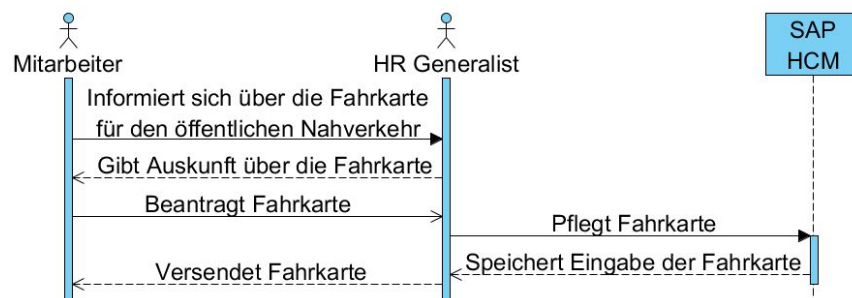 Mitarbeiter
HR Generalist
SAP
HCM
Informiert sich über die Fahrkarte
für den öffentlichen Nahverkehr
Gibt Auskunft über die Fahrkarte
Beantragt Fahrkarte
Pflegt Fahrkarte
Speichert Eingabe der Fahrkarte
Versendet Fahrkarte